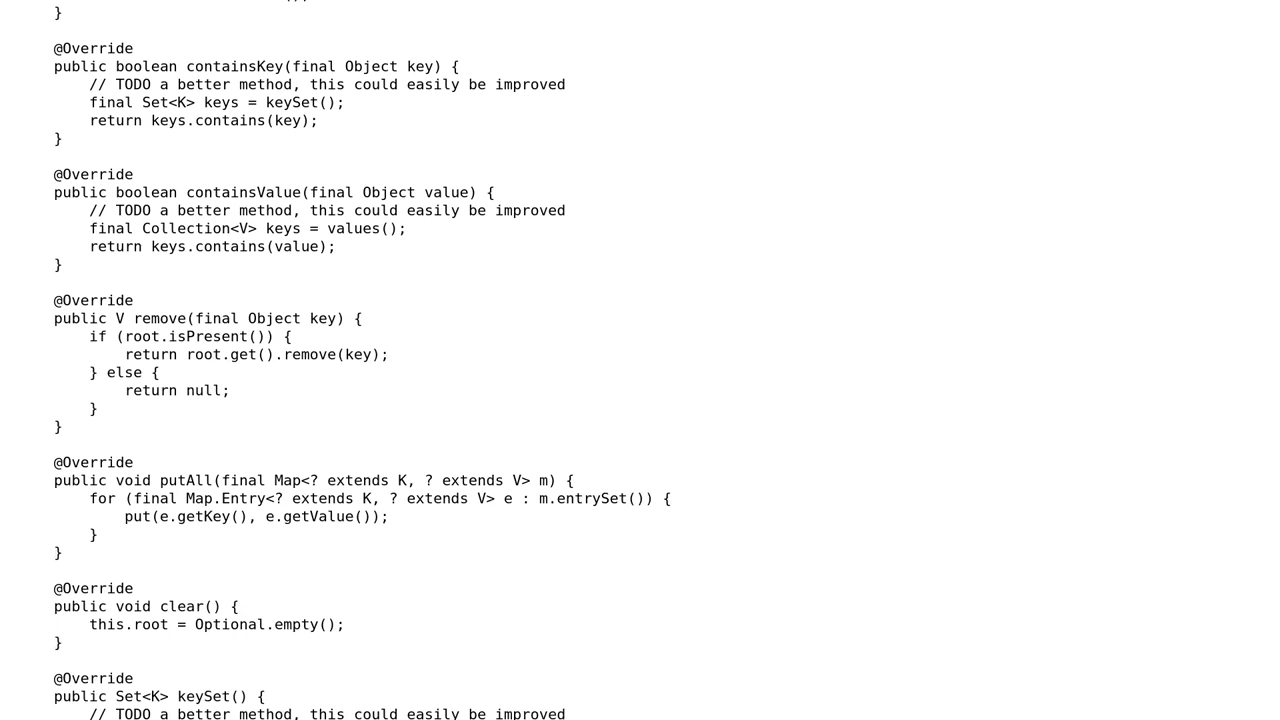 }

@Override
public boolean containsKey(final Object key) {
    // TODO a better method, this could easily be improved
    final Set<K> keys = keySet();
    return keys.contains(key);
}

@Override
public boolean containsValue(final Object value) {
    // TODO a better method, this could easily be improved
    final Collection<V> keys = values();
    return keys.contains(value);
}

@Override
public V remove(final Object key) {
    if (root.isPresent()) {
        return root.get().remove(key);
    } else {
        return null;
    }
}

@Override
public void putAll(final Map<? extends K, ? extends V> m) {
    for (final Map.Entry<? extends K, ? extends V> e : m.entrySet()) {
        put(e.getKey(), e.getValue());
    }
}

@Override
public void clear() {
    this.root = Optional.empty();
}

@Override
public Set<K> keySet() {
    // TODO a better method, this could easily be improved